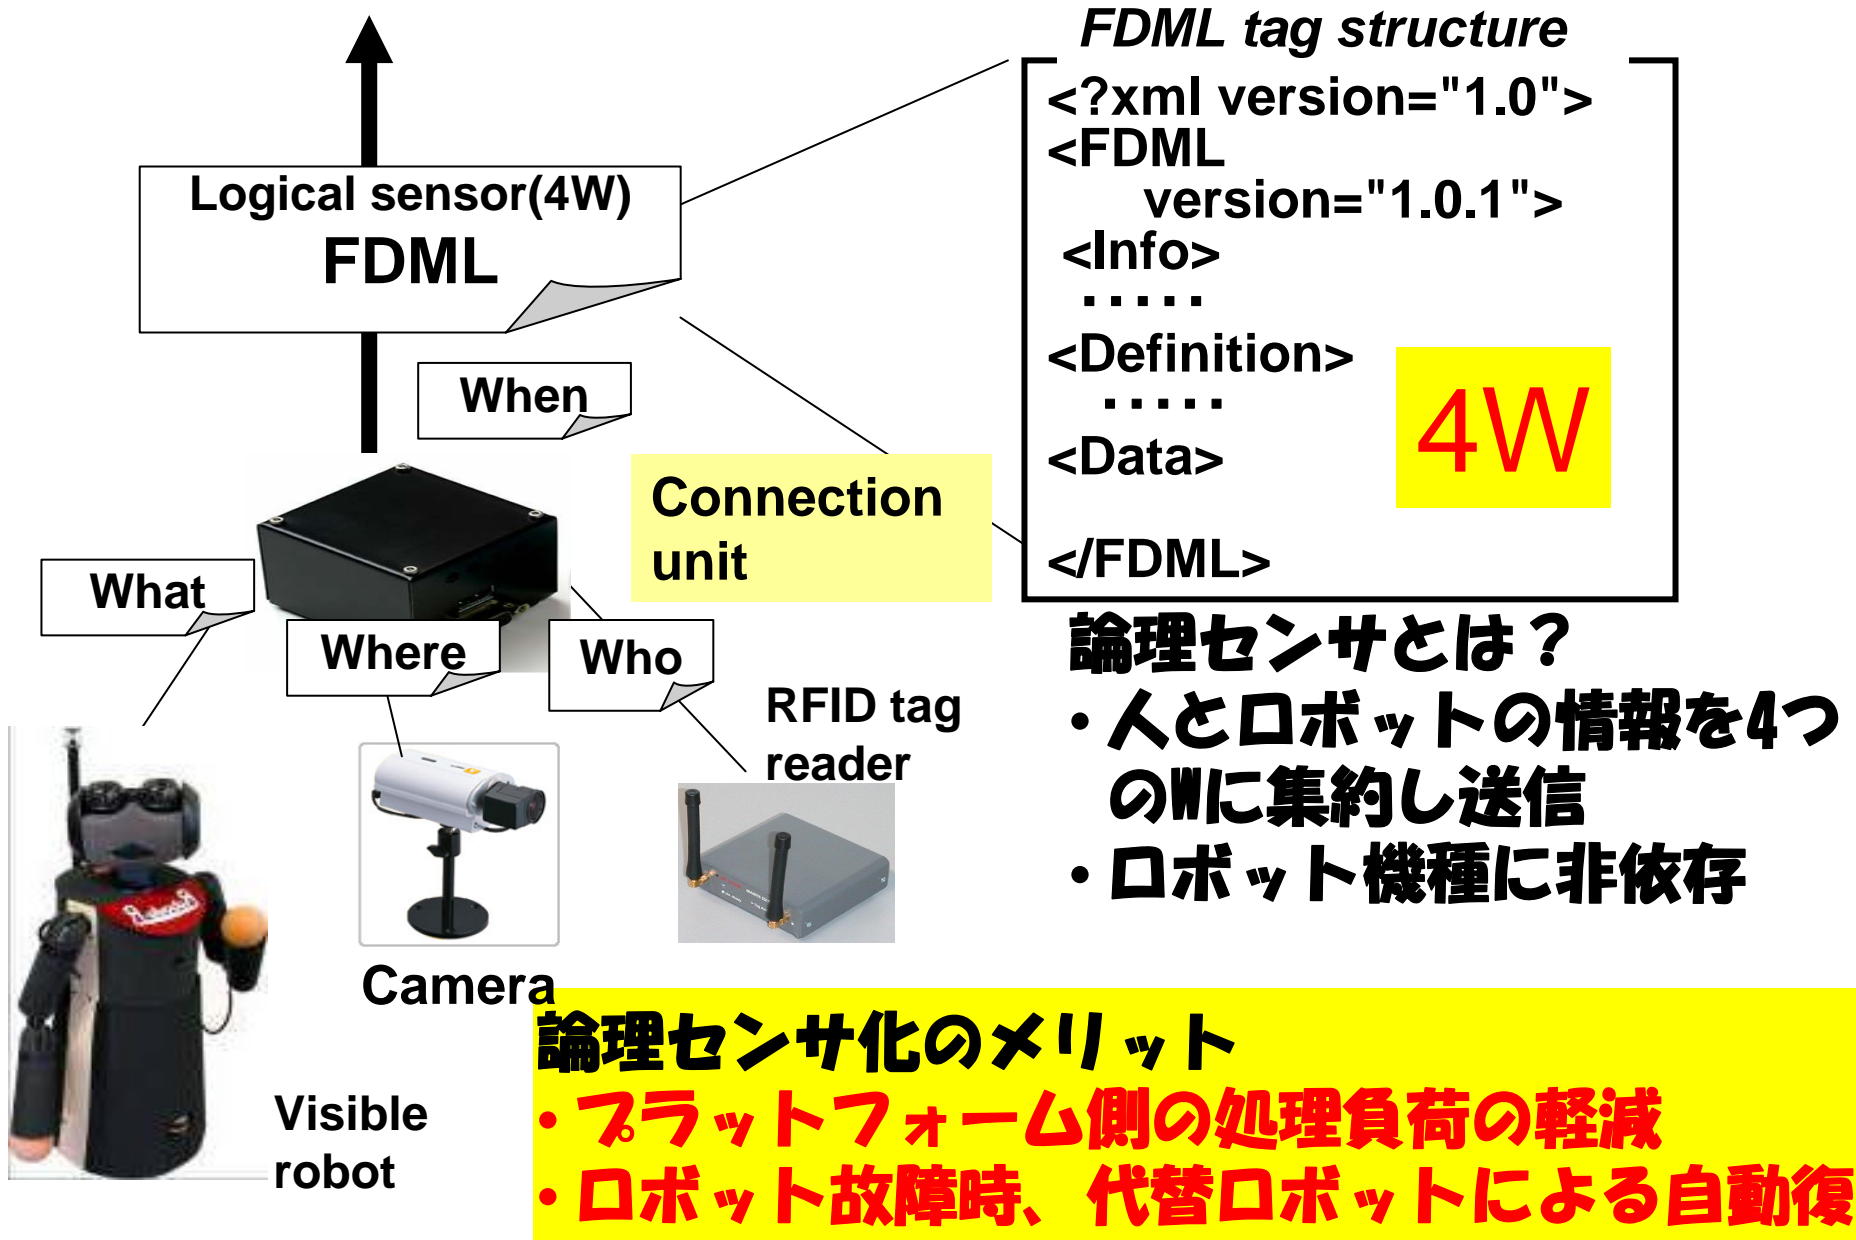 FDML tag structure
<?xml version="1.0">
<FDML
version="1.0.1">
<Info>
・・・・・
<Definition>
・・・・・
<Data>
</FDML>
4W
Logical sensor(4W)
FDML
When
Connection
unit
What
Where
Who
RFID tag
reader
Camera
Visible
robot
論理センサとは？
・人とロボットの情報を4つ
のWに集約し送信
・ロボット機種に非依存
論理センサ化のメリット
・プラットフォーム側の処理負荷の軽減
・ロボット故障時、代替ロボットによる自動復